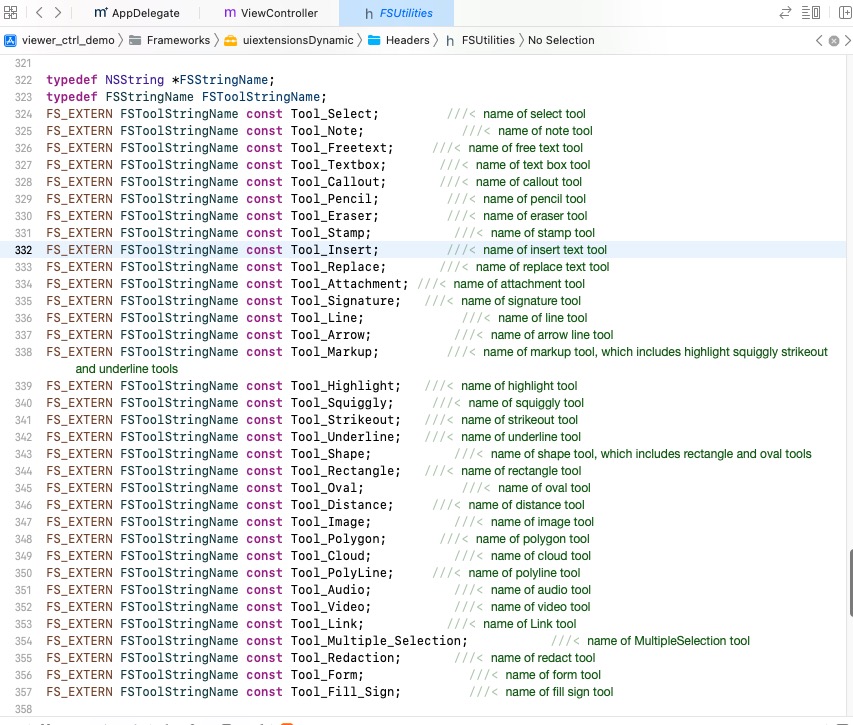 AppDelegate
ViewController
FSUtilities
viewer_ctrl_demo
Frameworks
uiextensionsDynamic
Headers
FSUtilities
No Selection
321
322 typedef NSString *FSStringName;
323 typedef FSStringName FSToolStringName;
324 FS_EXTERN FSToolStringName const Tool_Select; ///< name of select tool
325 FS_EXTERN FSToolStringName const Tool_Note; ///< name of note tool
326 FS_EXTERN FSToolStringName const Tool_Freetext; ///< name of free text tool
327 FS_EXTERN FSToolStringName const Tool_Textbox; ///< name of text box tool
328 FS_EXTERN FSToolStringName const Tool_Callout; ///< name of callout tool
329 FS_EXTERN FSToolStringName const Tool_Pencil; ///< name of pencil tool
330 FS_EXTERN FSToolStringName const Tool_Eraser; ///< name of eraser tool
331 FS_EXTERN FSToolStringName const Tool_Stamp; ///< name of stamp tool
332 FS_EXTERN FSToolStringName const Tool_Insert; ///< name of insert text tool
333 FS_EXTERN FSToolStringName const Tool_Replace; ///< name of replace text tool
334 FS_EXTERN FSToolStringName const Tool_Attachment; ///< name of attachment tool
335 FS_EXTERN FSToolStringName const Tool_Signature; ///< name of signature tool
336 FS_EXTERN FSToolStringName const Tool_Line; ///< name of line tool
337 FS_EXTERN FSToolStringName const Tool_Arrow; ///< name of arrow line tool
338 FS_EXTERN FSToolStringName const Tool_Markup; ///< name of markup tool, which includes highlight squiggly strikeout
and underline tools
339 FS_EXTERN FSToolStringName const Tool_Highlight; ///< name of highlight tool
340 FS_EXTERN FSToolStringName const Tool_Squiggly; ///< name of squiggly tool
341 FS_EXTERN FSToolStringName const Tool_Strikeout; ///< name of strikeout tool
342 FS_EXTERN FSToolStringName const Tool_Underline; ///< name of underline tool
343 FS_EXTERN FSToolStringName const Tool_Shape; ///< name of shape tool, which includes rectangle and oval tools
344 FS_EXTERN FSToolStringName const Tool_Rectangle; ///< name of rectangle tool
345 FS_EXTERN FSToolStringName const Tool_Oval; ///< name of oval tool
346 FS_EXTERN FSToolStringName const Tool_Distance; ///< name of distance tool
347 FS_EXTERN FSToolStringName const Tool_Image; ///< name of image tool
348 FS_EXTERN FSToolStringName const Tool_Polygon; ///< name of polygon tool
349 FS_EXTERN FSToolStringName const Tool_Cloud; ///< name of cloud tool
350 FS_EXTERN FSToolStringName const Tool_PolyLine; ///< name of polyline tool
351 FS_EXTERN FSToolStringName const Tool_Audio; ///< name of audio tool
352 FS_EXTERN FSToolStringName const Tool_Video; ///< name of video tool
353 FS_EXTERN FSToolStringName const Tool_Link; ///< name of Link tool
354 FS_EXTERN FSToolStringName const Tool_Multiple_Selection; ///< name of MultipleSelection tool
355 FS_EXTERN FSToolStringName const Tool_Redaction; ///< name of redact tool
356 FS_EXTERN FSToolStringName const Tool_Form; ///< name of form tool
357 FS_EXTERN FSToolStringName const Tool_Fill_Sign; ///< name of fill sign tool
358